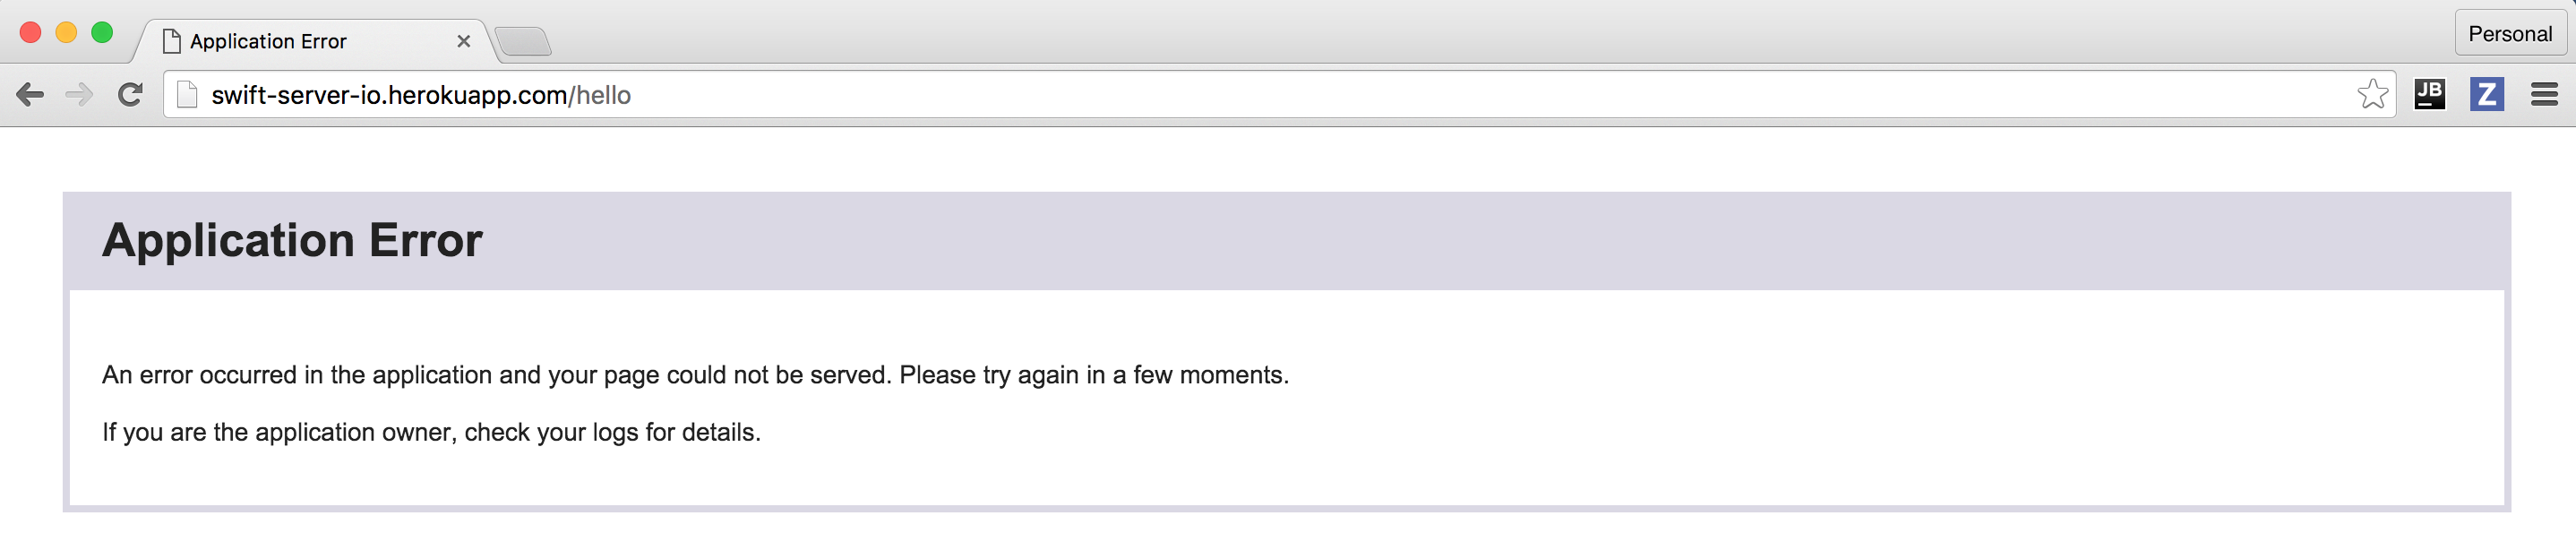 Application Error
Personal
swift-server-io.herokuapp.com/hello
JB
Z
Application Error
An error occurred in the application and your page could not be served. Please try again in a few moments.
If you are the application owner, check your logs for details.